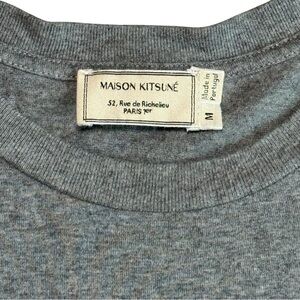 MAISON KITSUNÉ
52, Rue de Richelieu
PARIS 1er
Made in
Portugal
M